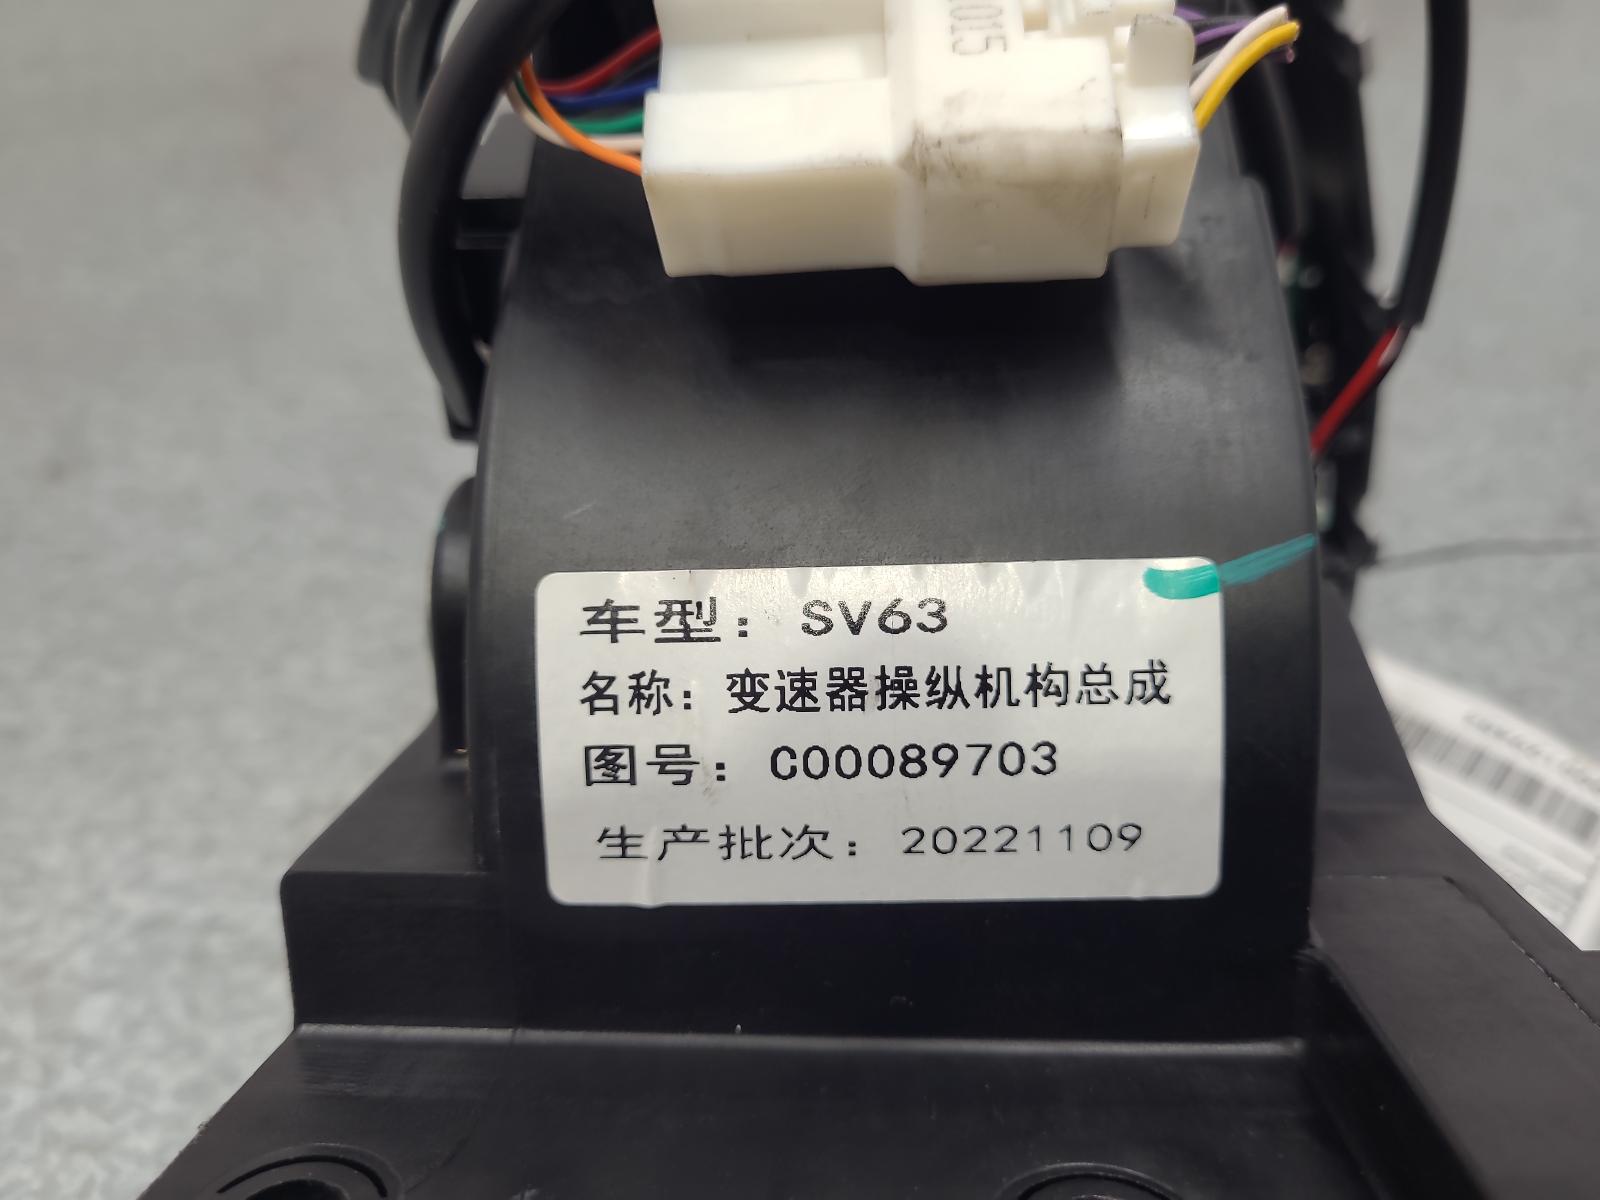 0115
车型：SV63
名称：变速器操纵机构总成
图号：C00089703
生产批次：20221109